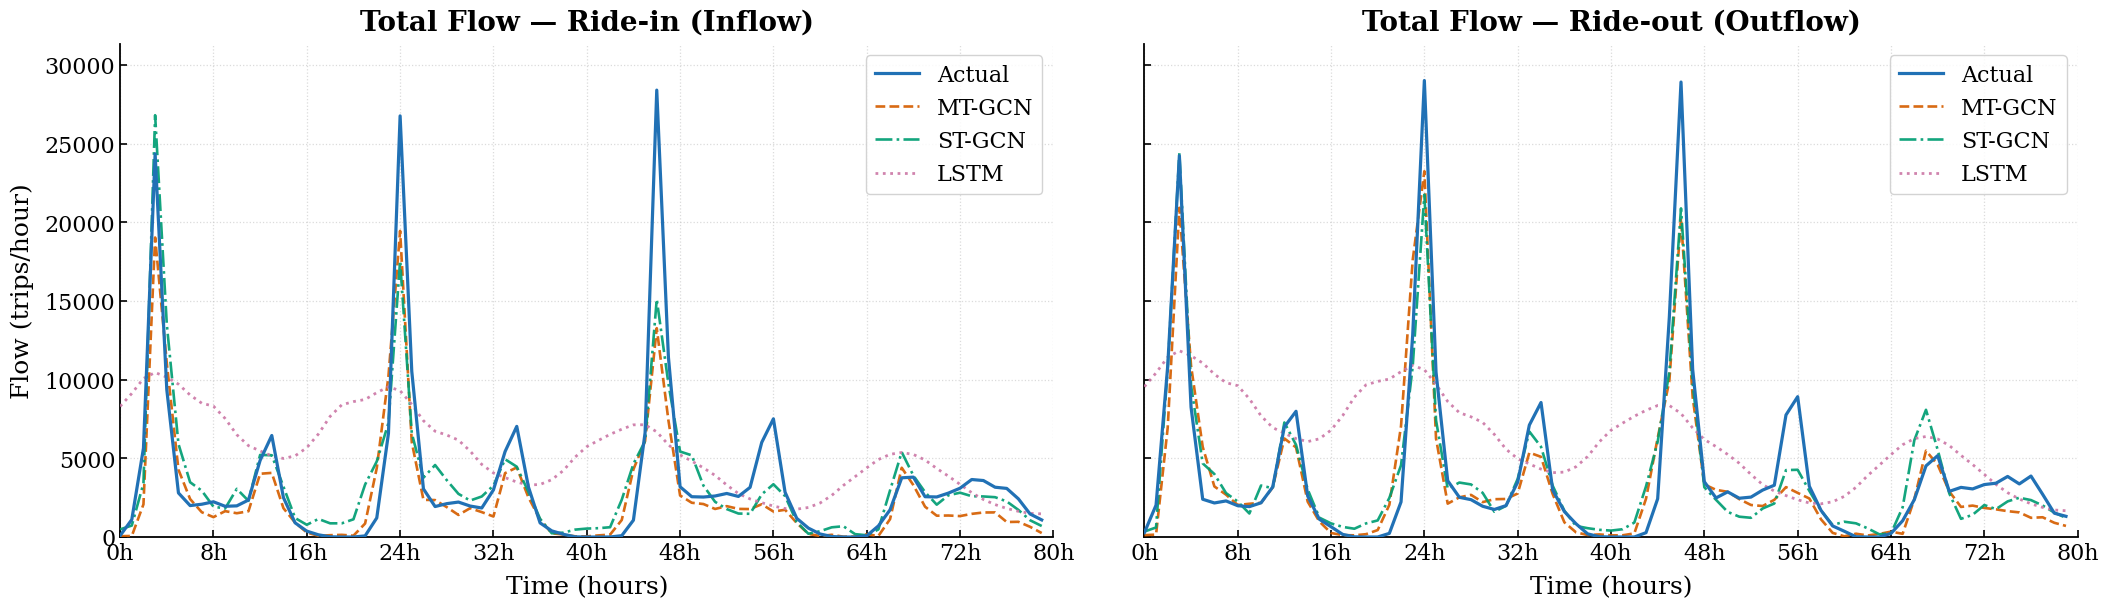 Total Flow — Ride-in (Inflow)
Flow (trips/hour)
30000
25000
20000
15000
10000
5000
0
0h 8h 16h 24h 32h 40h 48h 56h 64h 72h 80h
Time (hours)
Actual
MT-GCN
ST-GCN
LSTM
Total Flow — Ride-out (Outflow)
0h 8h 16h 24h 32h 40h 48h 56h 64h 72h 80h
Time (hours)
Actual
MT-GCN
ST-GCN
LSTM